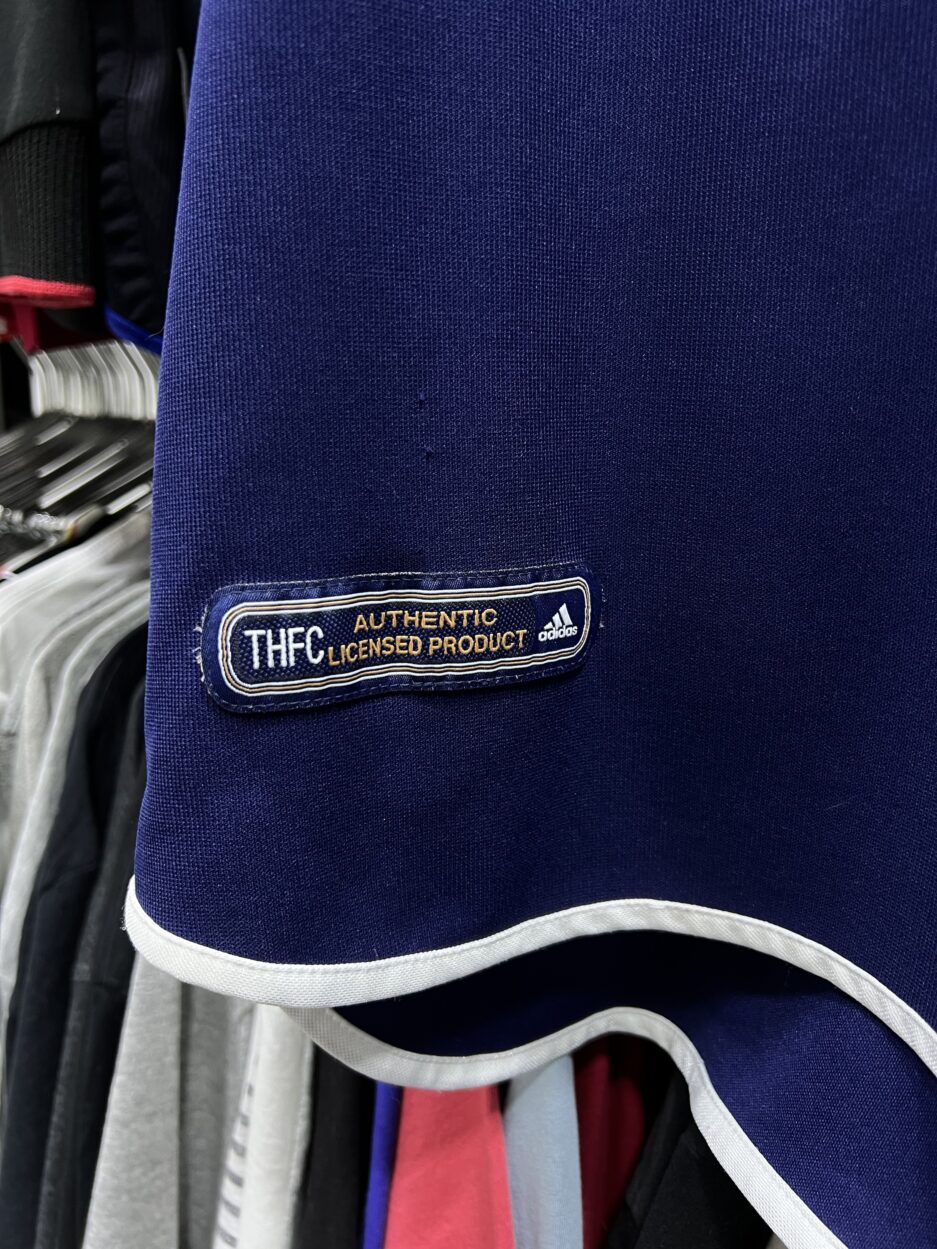 THFC
AUTHENTIC
LICENSED PRODUCT
adidas